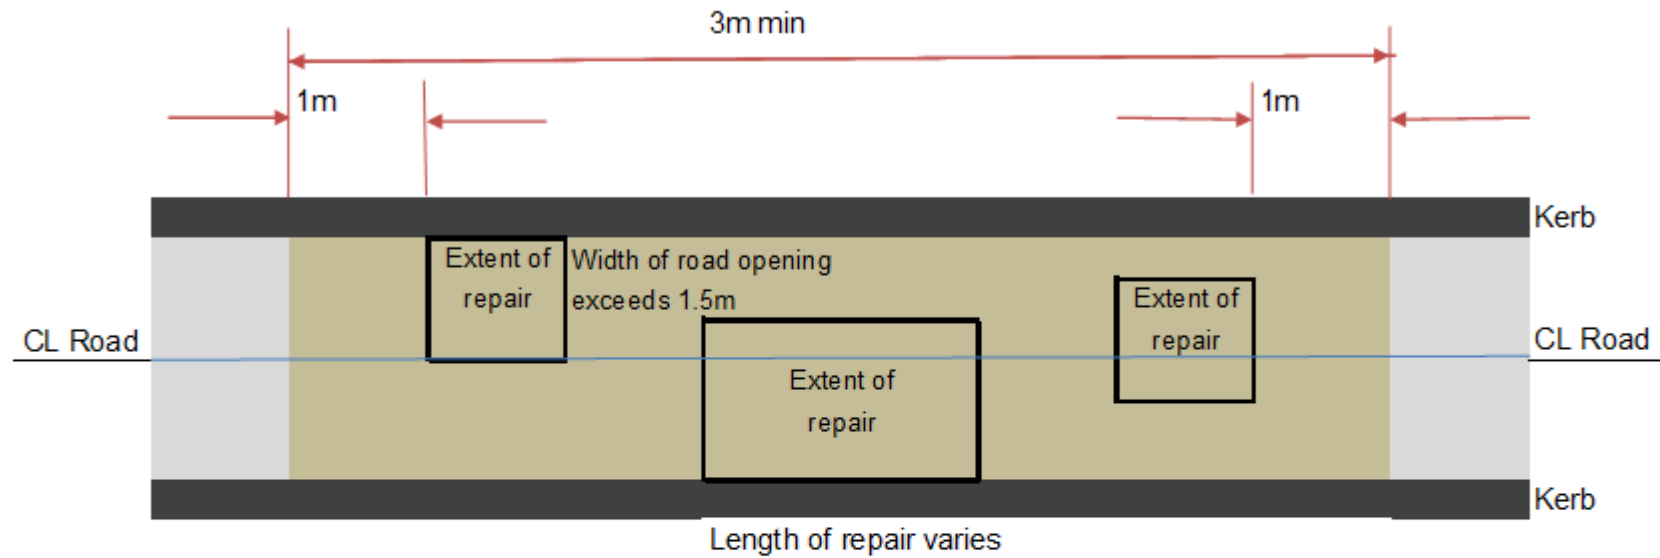 3m min
1m
1m
Kerb
Extent of
repair
Width of road opening
exceeds 1.5m
Extent of
repair
CL Road
CL Road
Extent of
repair
Kerb
Length of repair varies